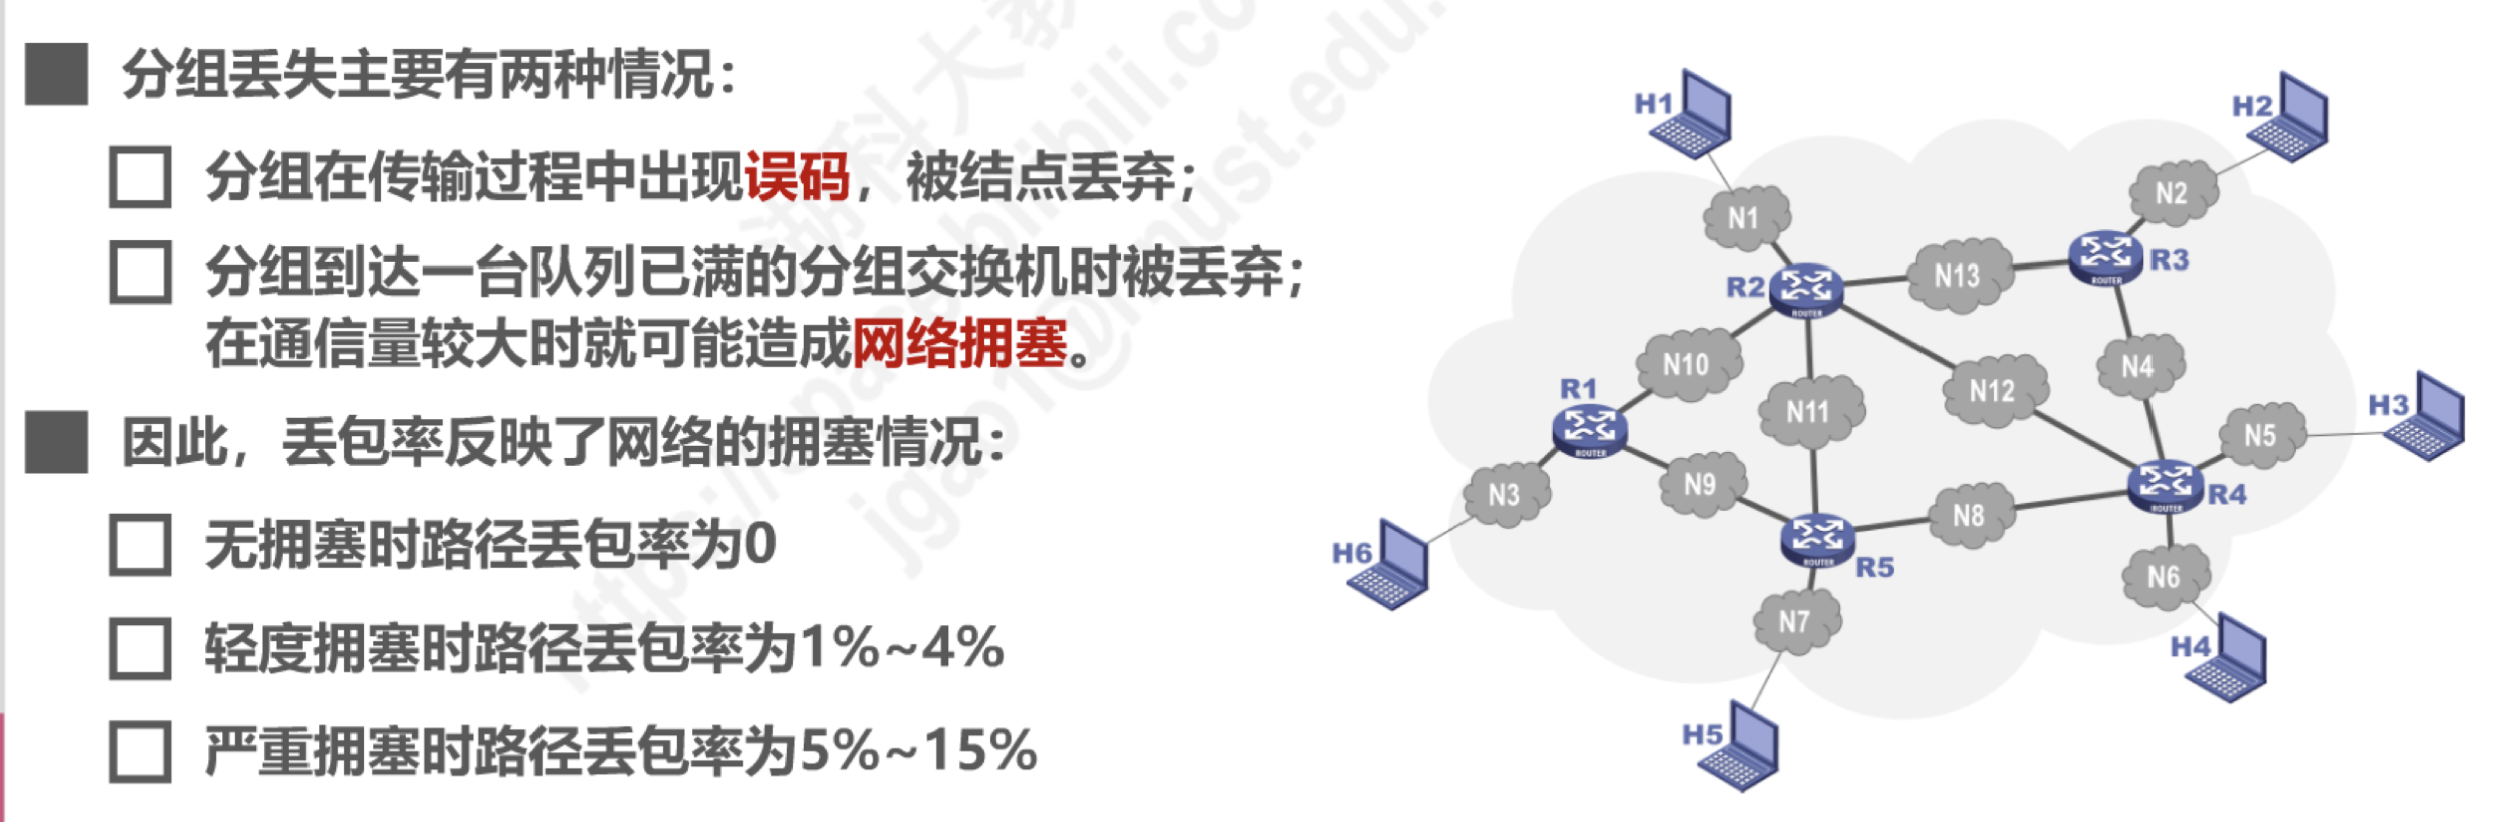 分组丢失主要有两种情况：
分组在传输过程中出现误码，被结点丢弃；
分组到达一台队列已满的分组交换机时被丢弃；
在通信量较大时就可能造成网络拥塞。
因此，丢包率反映了网络的拥塞情况：
无拥塞时路径丢包率为0
轻度拥塞时路径丢包率为1%~4%
严重拥塞时路径丢包率为5%~15%
H1
H2
N1
N2
R2
ROUTER
N13
R3
ROUTER
N10
N12
N4
R1
ROUTER
N11
H3
N5
N3
N9
N8
R4
ROUTER
H6
R5
ROUTER
N6
N7
H4
H5